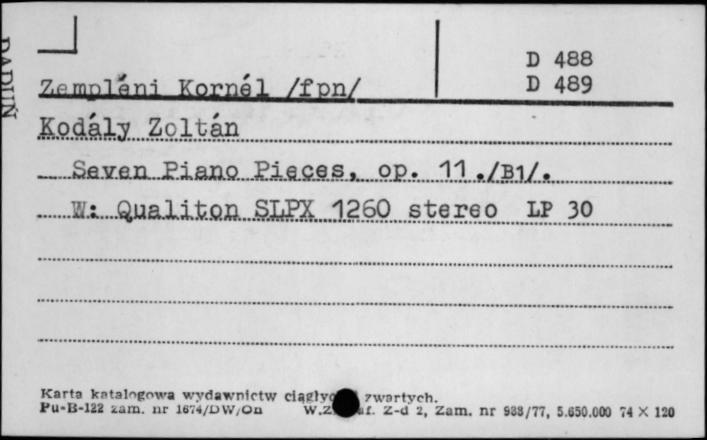 D 488
Zempléni Kornél /fpn/ D 489
Kodály Zoltán
Seven Piano Pieces, op. 11./B1/.
W: Qualiton SLPX 1260 stereo LP 30
Karta katalogowa wydawnictw zwartych.
Pu-B-122 zam. nr 1674/DW/On Z-d 2, Zam. nr 988/77, 5.650.000 74 X 120